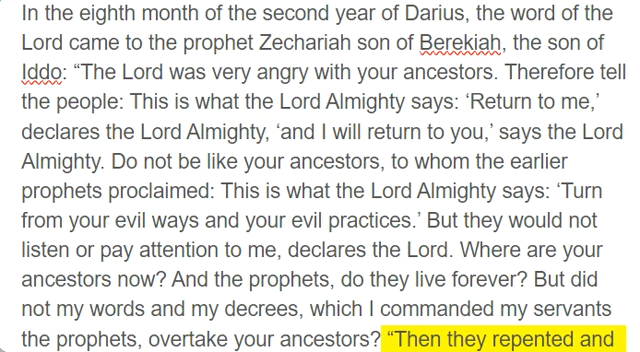 In the eighth month of the second year of Darius, the word of the
Lord came to the prophet Zechariah son of Berekiah, the son of
Iddo: “The Lord was very angry with your ancestors. Therefore tell
the people: This is what the Lord Almighty says: ‘Return to me,’
declares the Lord Almighty, ‘and I will return to you,’ says the Lord
Almighty. Do not be like your ancestors, to whom the earlier
prophets proclaimed: This is what the Lord Almighty says: ‘Turn
from your evil ways and your evil practices.’ But they would not
listen or pay attention to me, declares the Lord. Where are your
ancestors now? And the prophets, do they live forever? But did
not my words and my decrees, which I commanded my servants
the prophets, overtake your ancestors? “Then they repented and